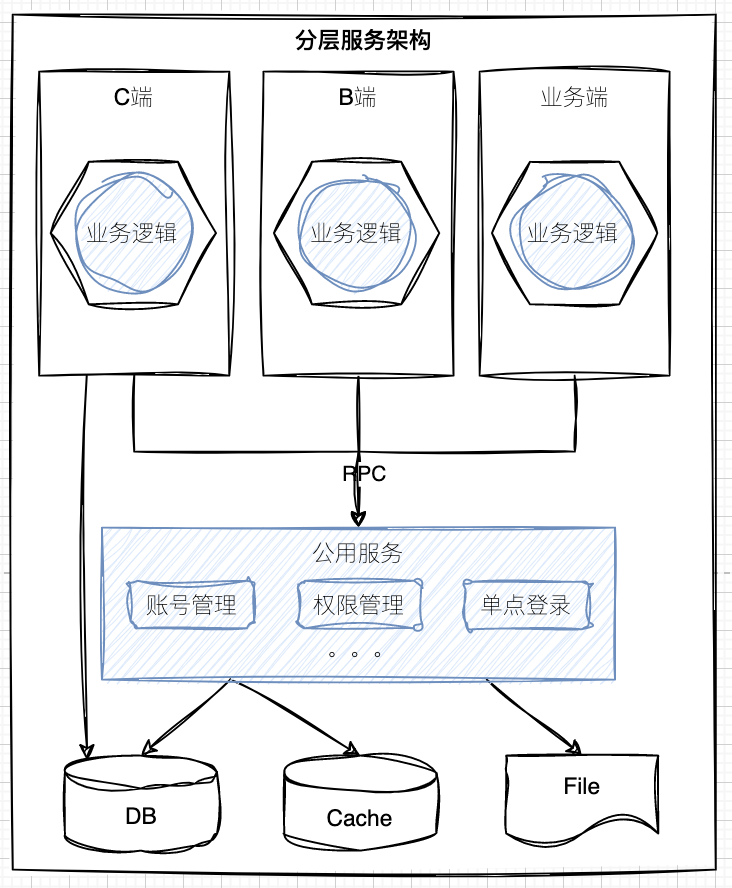 分层服务架构
C端
B端
业务端
业务逻辑
业务逻辑
业务逻辑
RPC
公用服务
账号管理
权限管理
单点登录
。。。
DB
Cache
File